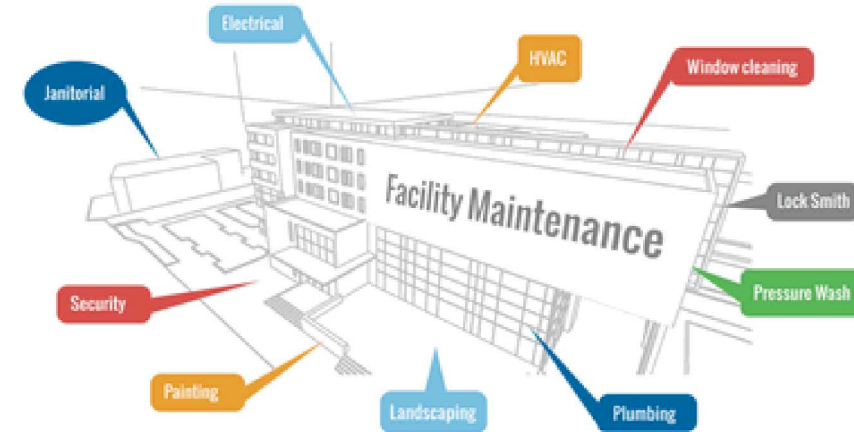 Electrical
HVAC
Window cleaning
Janitorial
Facility Maintenance
Lock Smith
Security
Pressure Wash
Painting
Landscaping
Plumbing